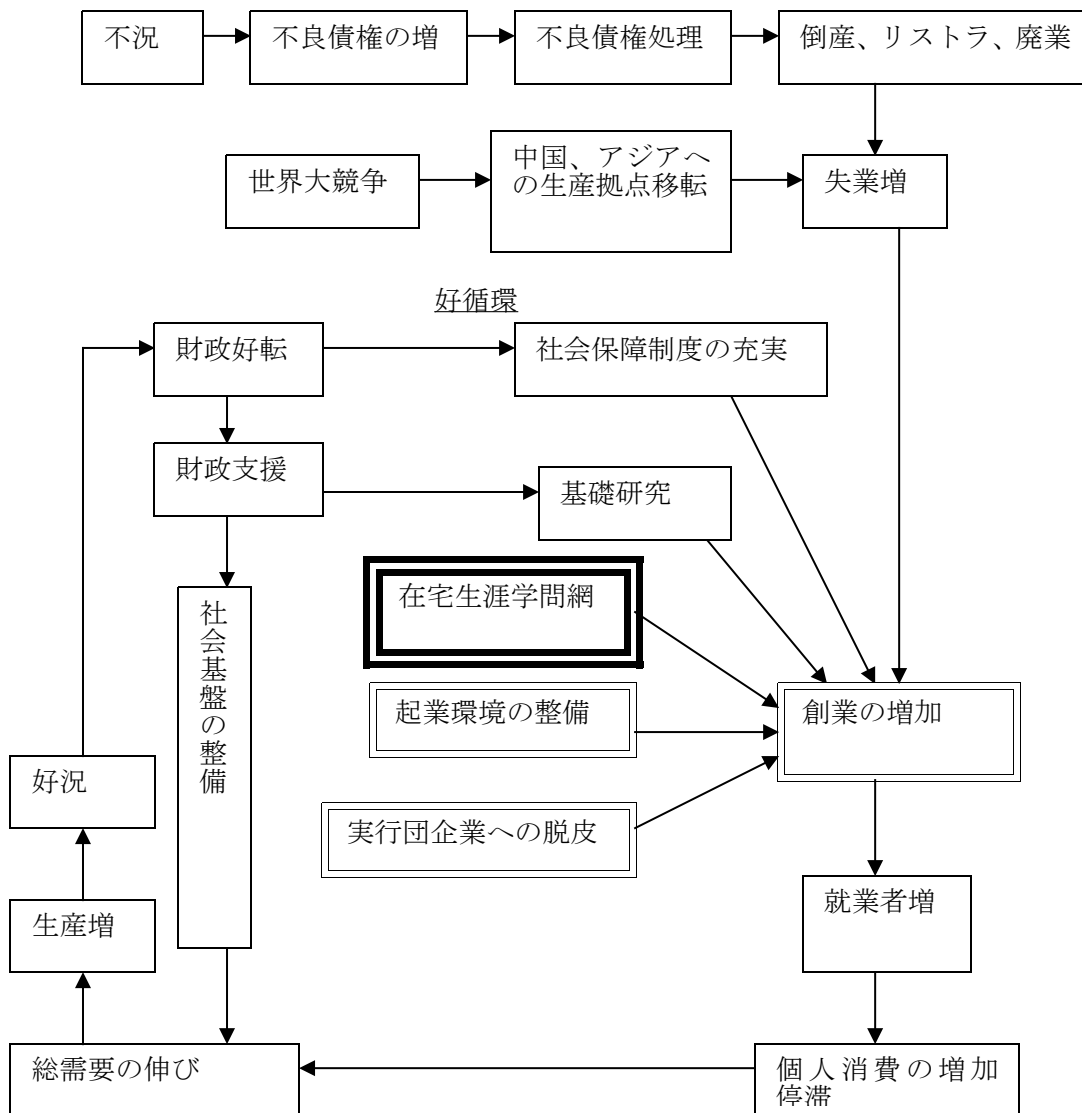 不況
不良債権の増
不良債権処理
倒産、リストラ、廃業
世界大競争
中国、アジアへ
の生産拠点移転
失業増
好循環
財政好転
社会保障制度の充実
財政支援
基礎研究
在宅生涯学問網
社会基盤の整備
起業環境の整備
創業の増加
好況
実行団企業への脱皮
生産増
就業者増
総需要の伸び
個人消費の増加
停滞